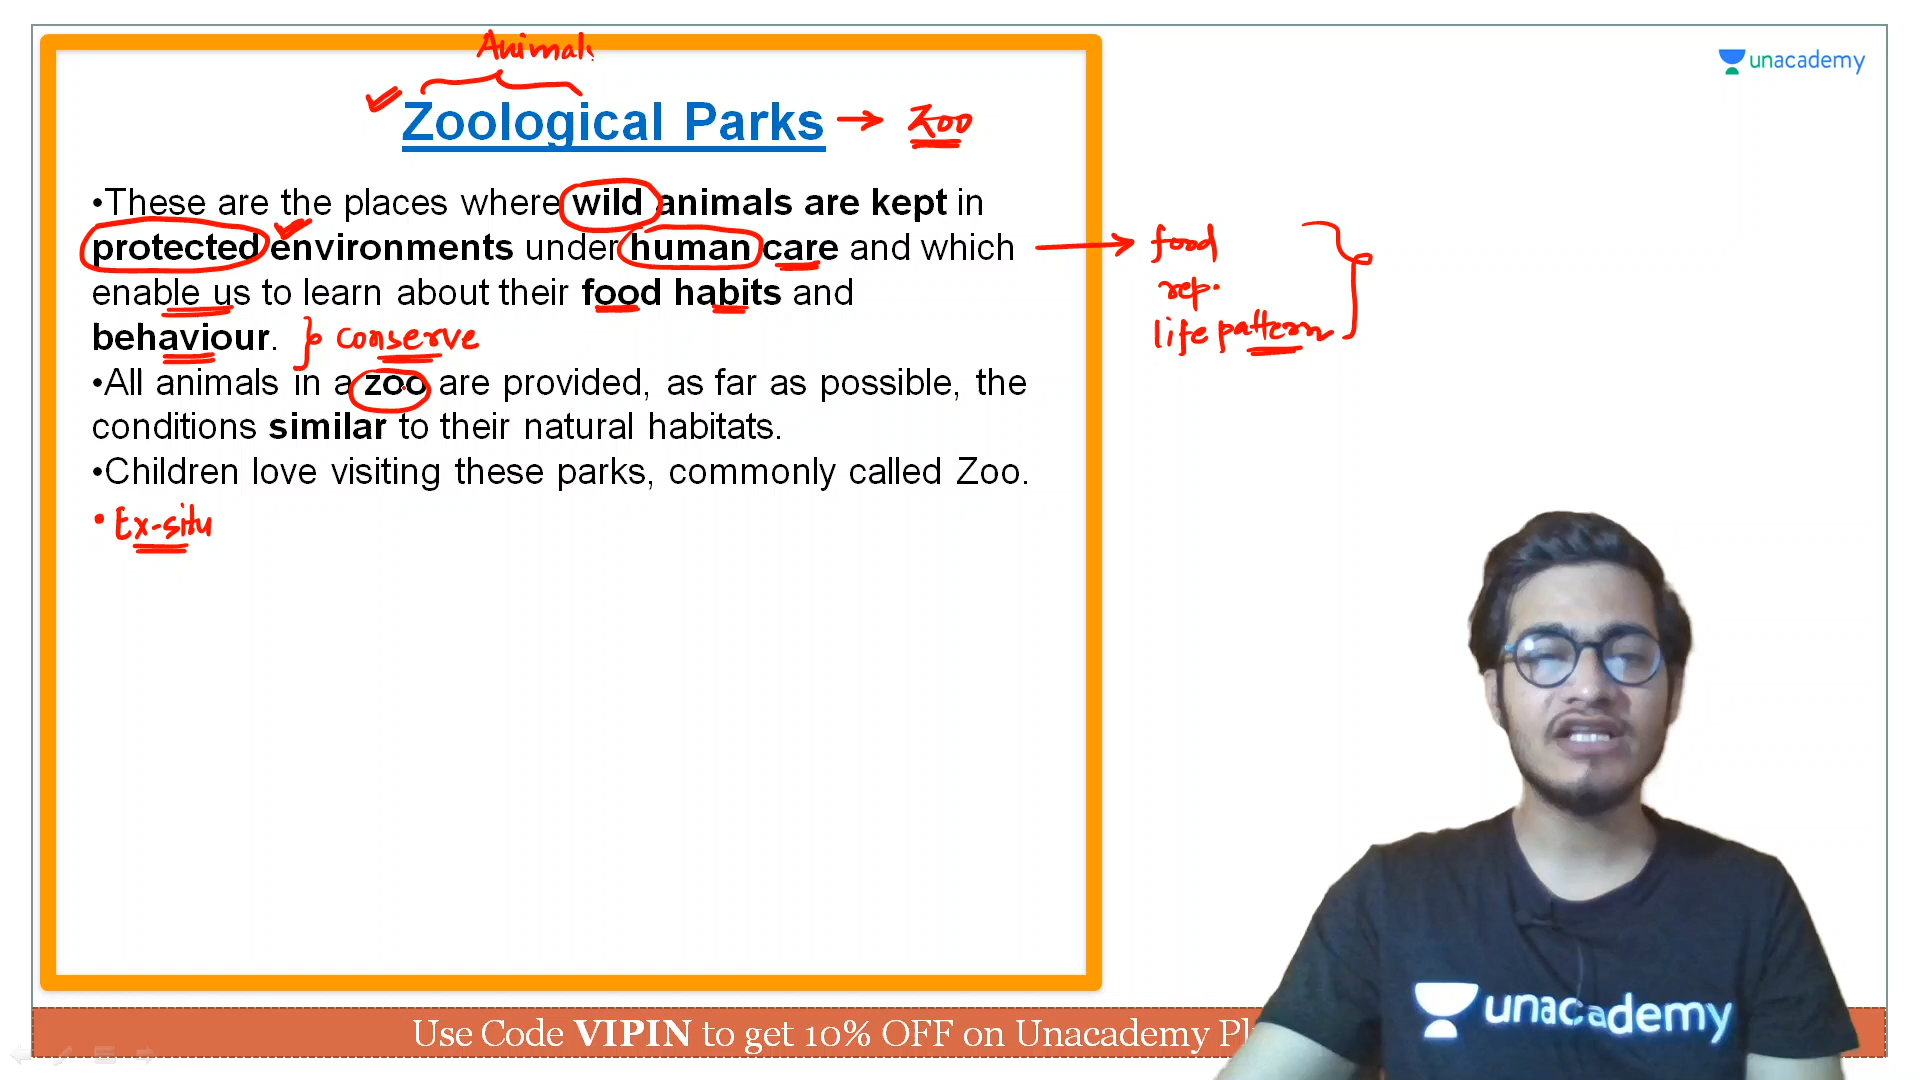 Animals
unacademy
Zoological Parks → Zoo
•These are the places where wild animals are kept in
protected environments under human care and which → food
rep.
enable us to learn about their food habits and
life pattern
behaviour. } conserve
•All animals in a zoo are provided, as far as possible, the
conditions similar to their natural habitats.
•Children love visiting these parks, commonly called Zoo.
• Ex-situ
unacademy
Use Code VIPIN to get 10% OFF on Unacademy